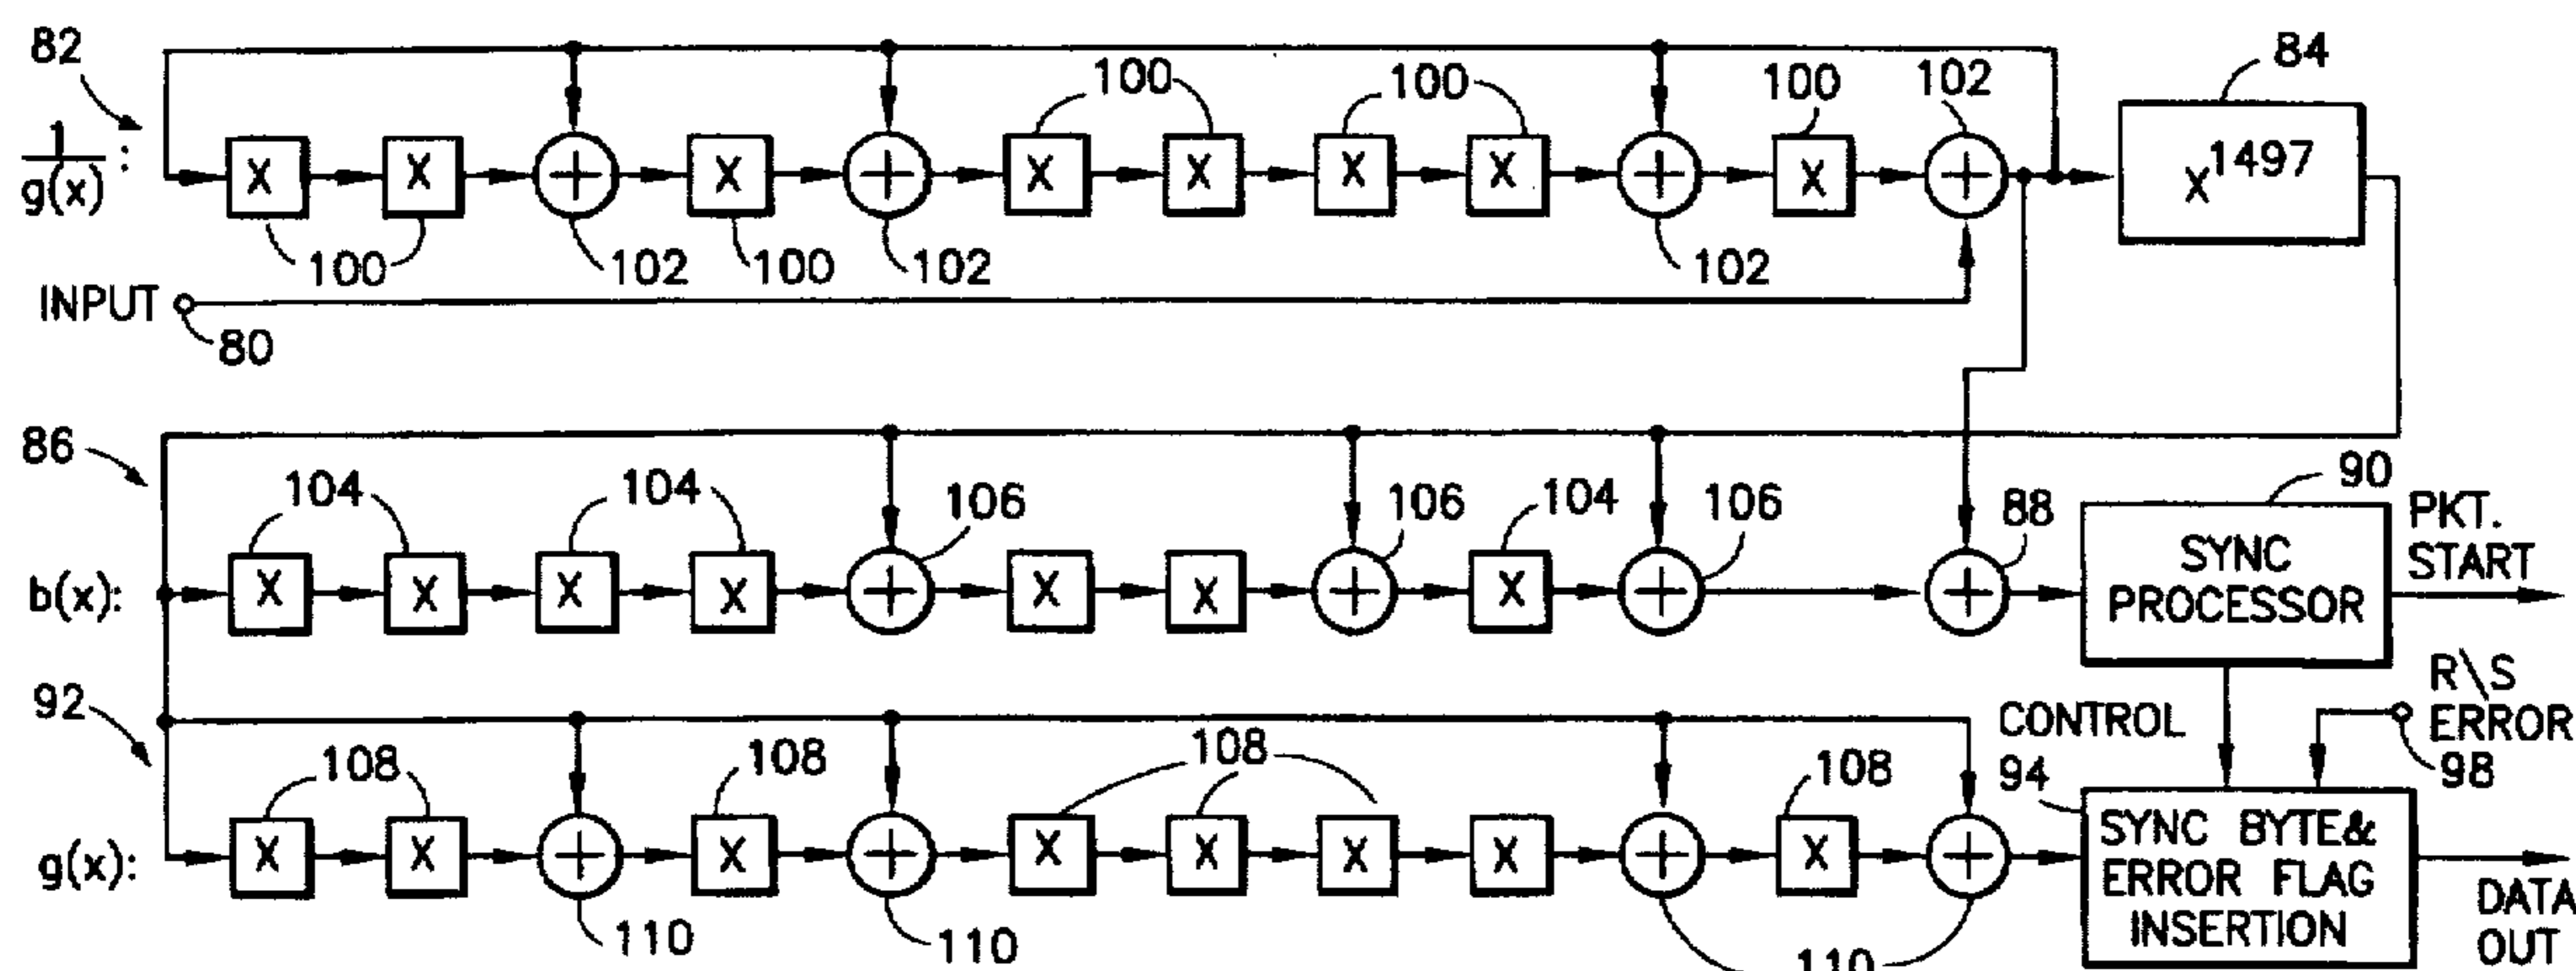 82
84
100 100 100 102
1/g(x) :
X X + X + X X X X + X + X^1497
100 102 100 102 102
INPUT
80
86
90
104 104 106 106 104 106 88
PKT. START
b(x): X X X X + X X + X + +
SYNC PROCESSOR
92
R\S ERROR
CONTROL
108 108 108 108 94 98
g(x): X X + X + X X X X + X +
SYNC BYTE& ERROR FLAG INSERTION
DATA OUT
110 110 110